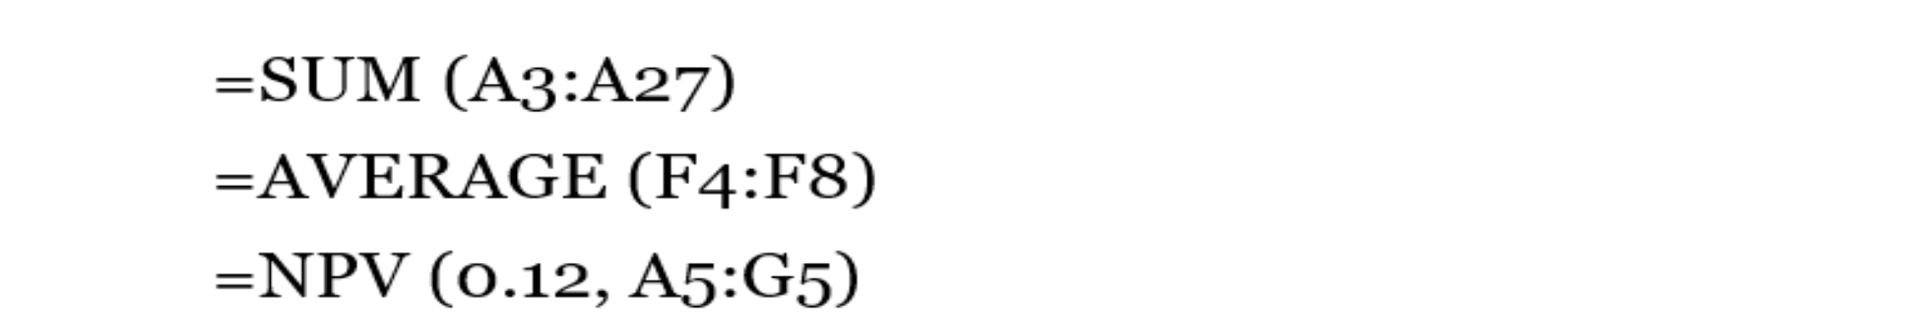 =SUM (A3:A27)
=AVERAGE (F4:F8)
=NPV (0.12, A5:G5)